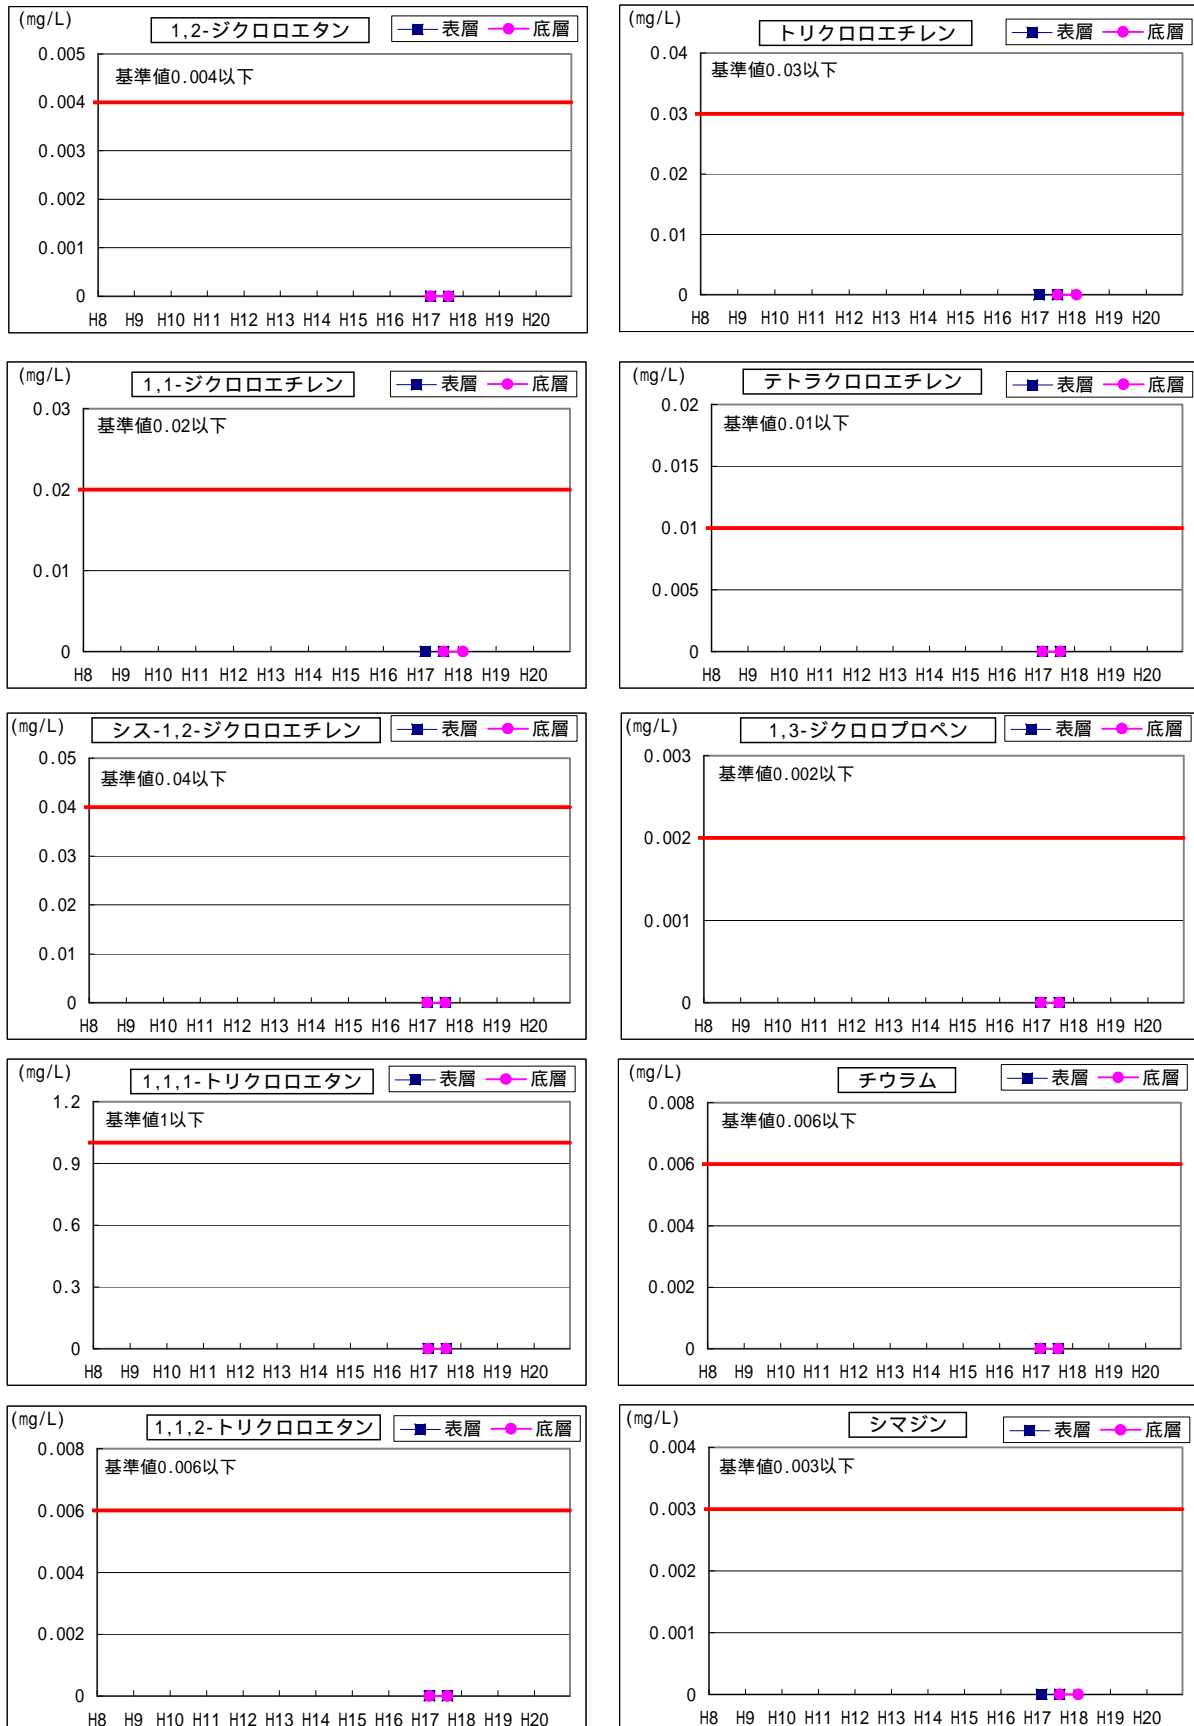 (mg/L)
1,2-ジクロロエタン
表層 底層
基準値0.004以下
0.005
0.004
0.003
0.002
0.001
0
H8 H9 H10 H11 H12 H13 H14 H15 H16 H17 H18 H19 H20
(mg/L)
トリクロロエチレン
表層 底層
基準値0.03以下
0.04
0.03
0.02
0.01
0
H8 H9 H10 H11 H12 H13 H14 H15 H16 H17 H18 H19 H20
(mg/L)
1,1-ジクロロエチレン
表層 底層
基準値0.02以下
0.03
0.02
0.01
0
H8 H9 H10 H11 H12 H13 H14 H15 H16 H17 H18 H19 H20
(mg/L)
テトラクロロエチレン
表層 底層
基準値0.01以下
0.02
0.015
0.01
0.005
0
H8 H9 H10 H11 H12 H13 H14 H15 H16 H17 H18 H19 H20
(mg/L)
シス-1,2-ジクロロエチレン
表層 底層
基準値0.04以下
0.05
0.04
0.03
0.02
0.01
0
H8 H9 H10 H11 H12 H13 H14 H15 H16 H17 H18 H19 H20
(mg/L)
1,3-ジクロロプロペン
表層 底層
基準値0.002以下
0.003
0.002
0.001
0
H8 H9 H10 H11 H12 H13 H14 H15 H16 H17 H18 H19 H20
(mg/L)
1,1,1-トリクロロエタン
表層 底層
基準値1以下
1.2
0.9
0.6
0.3
0
H8 H9 H10 H11 H12 H13 H14 H15 H16 H17 H18 H19 H20
(mg/L)
チウラム
表層 底層
基準値0.006以下
0.008
0.006
0.004
0.002
0
H8 H9 H10 H11 H12 H13 H14 H15 H16 H17 H18 H19 H20
(mg/L)
1,1,2-トリクロロエタン
表層 底層
基準値0.006以下
0.008
0.006
0.004
0.002
0
H8 H9 H10 H11 H12 H13 H14 H15 H16 H17 H18 H19 H20
(mg/L)
シマジン
表層 底層
基準値0.003以下
0.004
0.003
0.002
0.001
0
H8 H9 H10 H11 H12 H13 H14 H15 H16 H17 H18 H19 H20